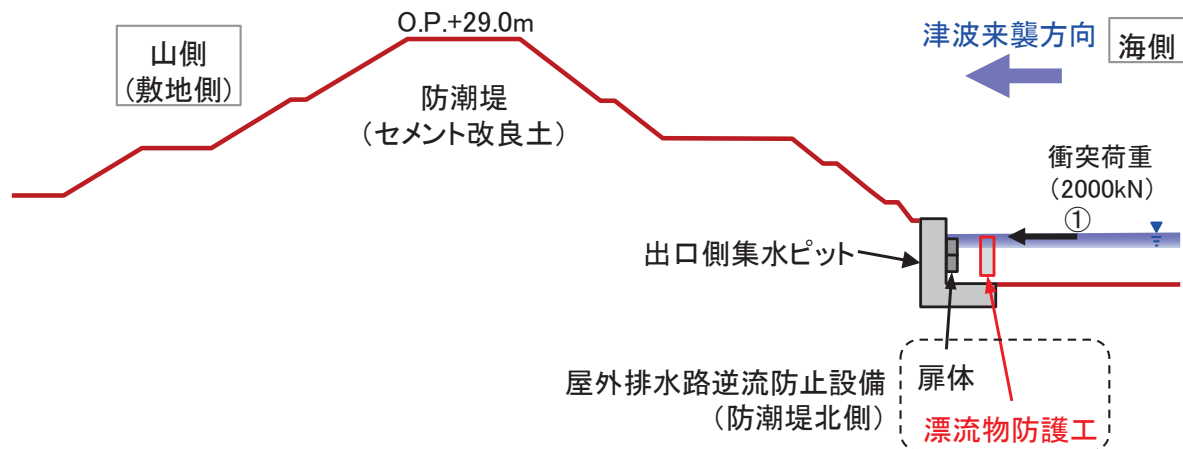 O.P.+29.0m
山側
(敷地側)
防潮堤
(セメント改良土)
津波来襲方向
海側
衝突荷重
(2000kN)
①
出口側集水ピット
屋外排水路逆流防止設備
(防潮堤北側)
扉体
漂流物防護工